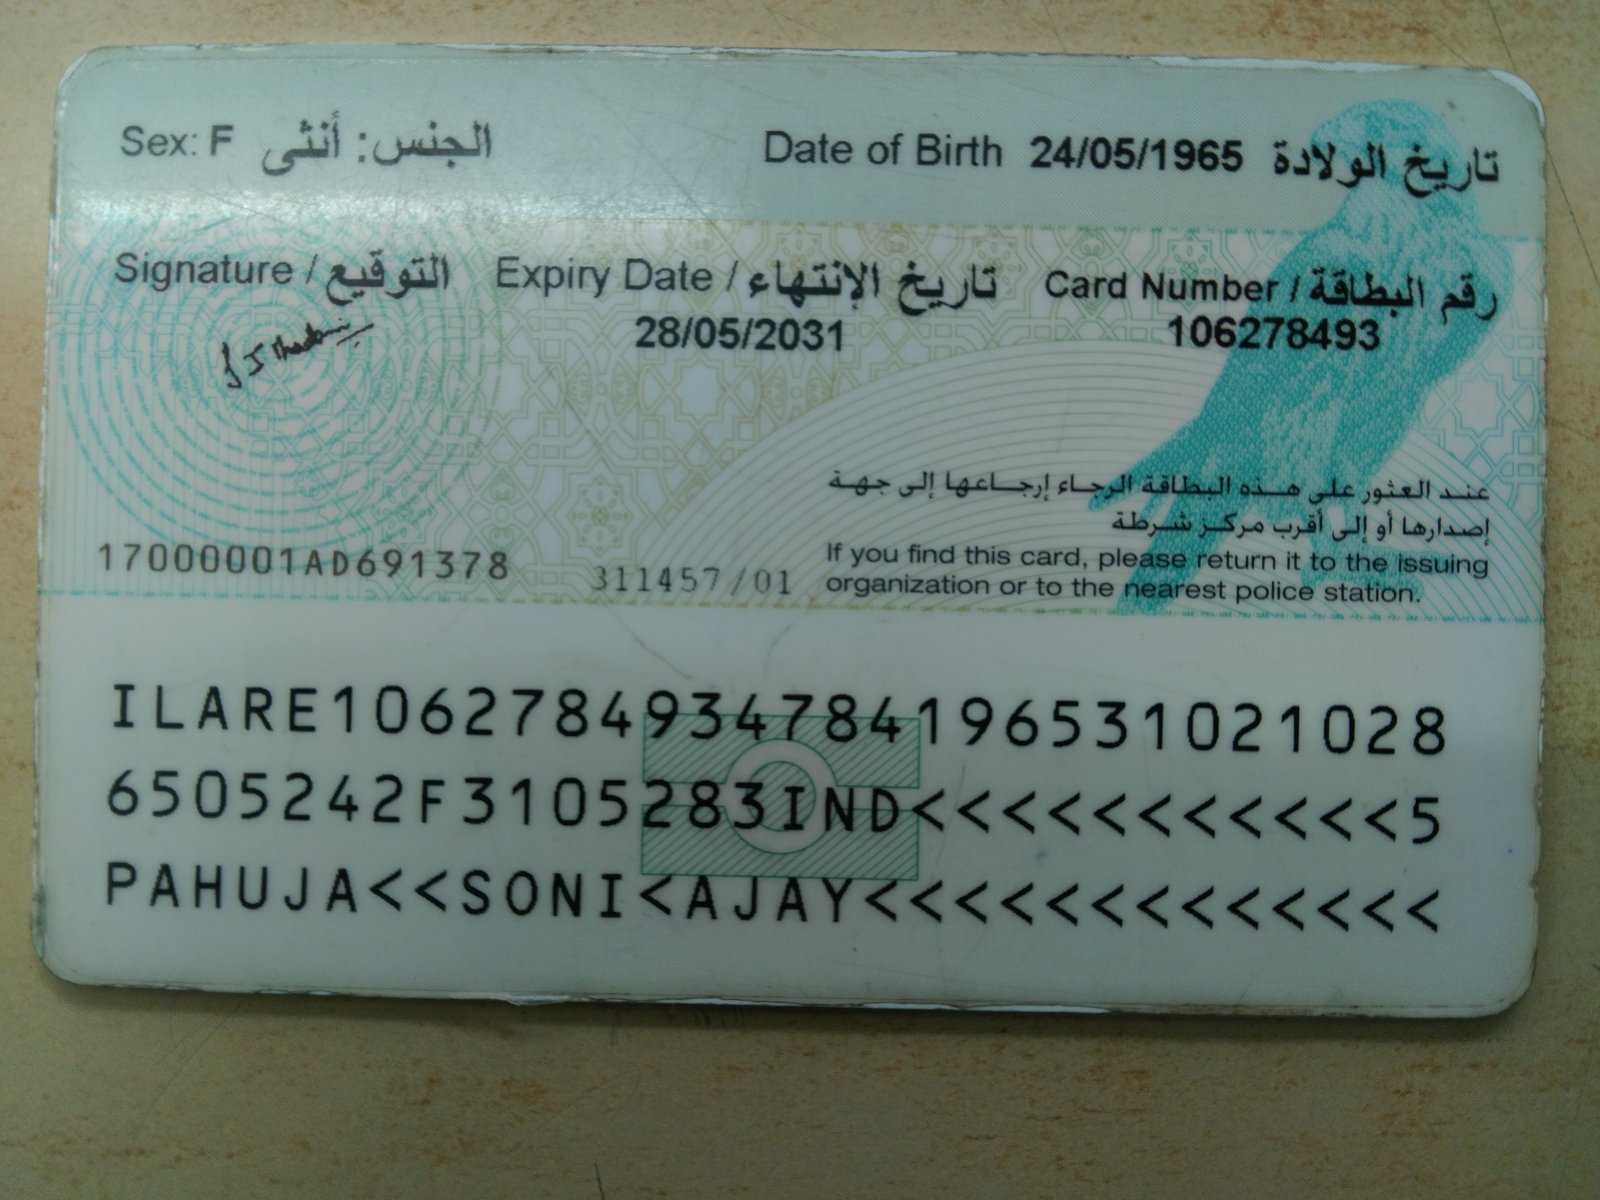 Sex: F الجنس: أنثى
Date of Birth 24/05/1965 تاريخ الولادة
Signature / التوقيع
Expiry Date / تاريخ الإنتهاء
28/05/2031
Card Number / رقم البطاقة
106278493
عند العثور على هذه البطاقة الرجاء إرجاعها إلى جهة
إصدارها أو إلى أقرب مركز شرطة
If you find this card, please return it to the issuing
organization or to the nearest police station.
17000001AD691378
311457/01
ILARE1062784934784196531021028
6505242F3105283IND<<<<<<<<<<<5
PAHUJA<<SONI<AJAY<<<<<<<<<<<<<